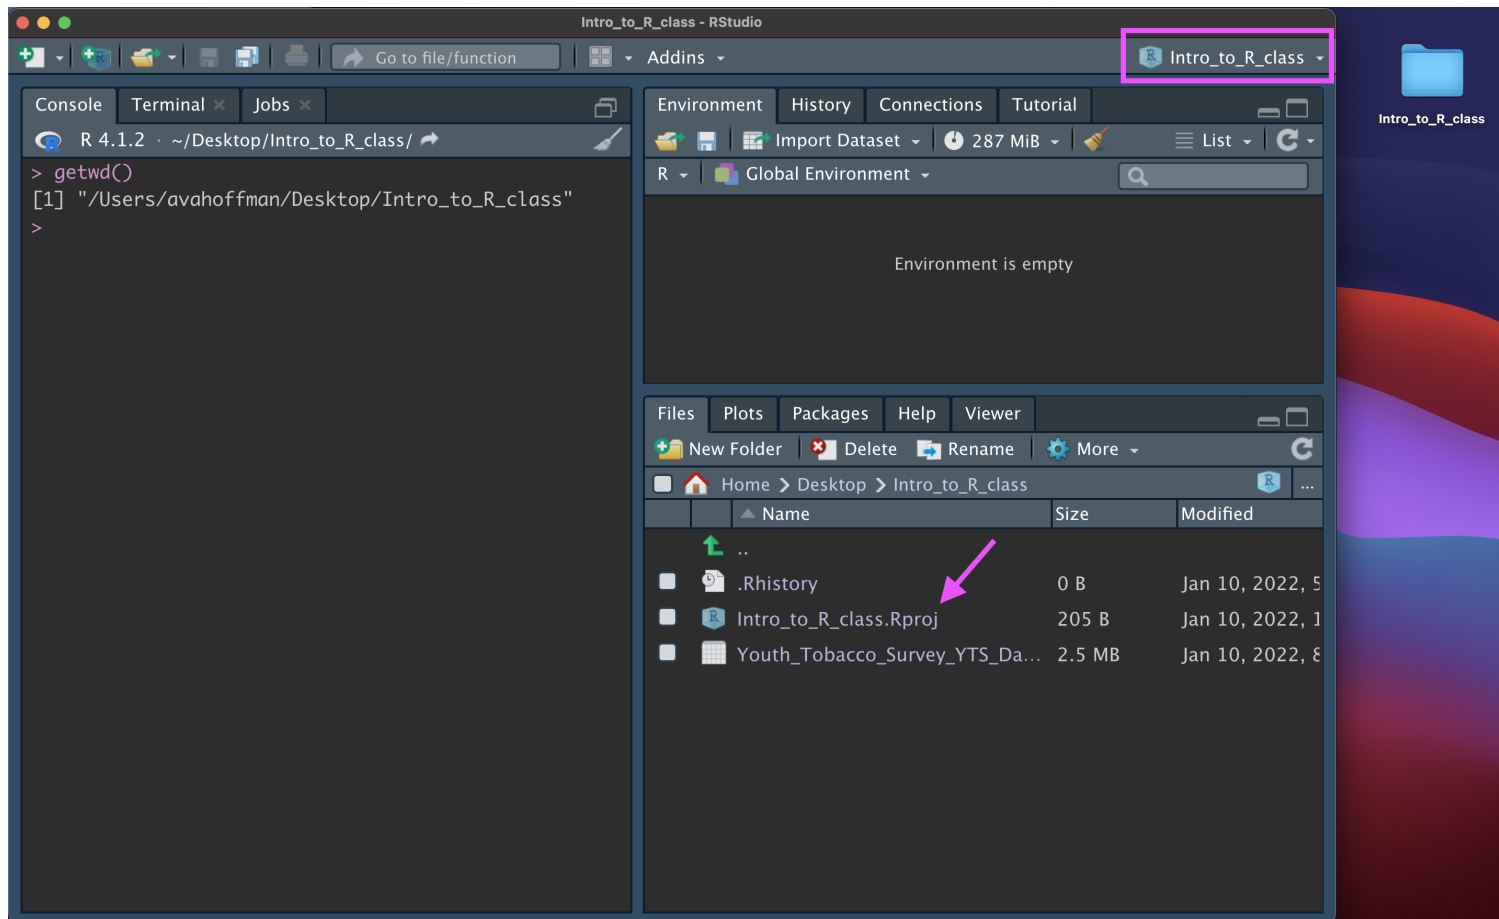 Intro_to_R_class - RStudio
Go to file/function
Addins
Intro_to_R_class
Intro_to_R_class
Console Terminal Jobs
R 4.1.2 · ~/Desktop/Intro_to_R_class/
> getwd()
[1] "/Users/avahoffman/Desktop/Intro_to_R_class"
>
Environment History Connections Tutorial
Import Dataset 287 MiB List
R Global Environment
Environment is empty
Files Plots Packages Help Viewer
New Folder Delete Rename More
Home Desktop Intro_to_R_class ...
Name Size Modified
..
.Rhistory 0 B Jan 10, 2022, 5
Intro_to_R_class.Rproj 205 B Jan 10, 2022, 1
Youth_Tobacco_Survey_YTS_Da... 2.5 MB Jan 10, 2022, 8